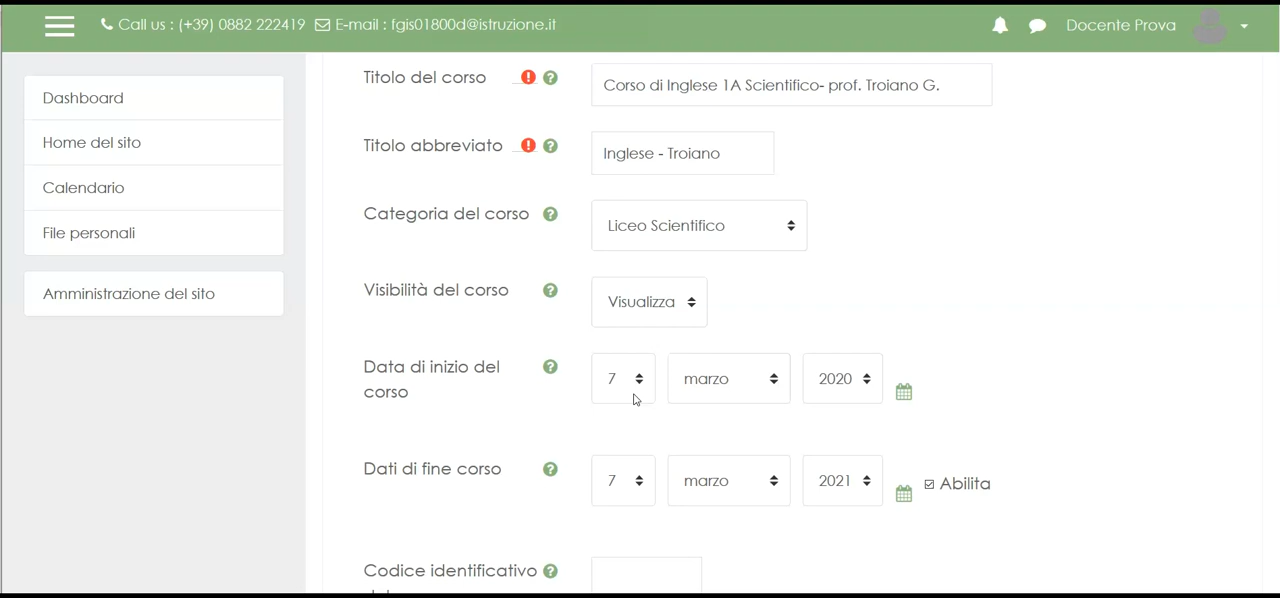 Call us : (+39) 0882 222419 E-mail : fgis01800d@istruzione.it Docente Prova
Dashboard
Home del sito
Calendario
File personali
Amministrazione del sito
Titolo del corso Corso di Inglese 1A Scientifico- prof. Troiano G.
Titolo abbreviato Inglese - Troiano
Categoria del corso Liceo Scientifico
Visibilità del corso Visualizza
Data di inizio del
corso
7 marzo 2020
Dati di fine corso 7 marzo 2021 Abilita
Codice identificativo